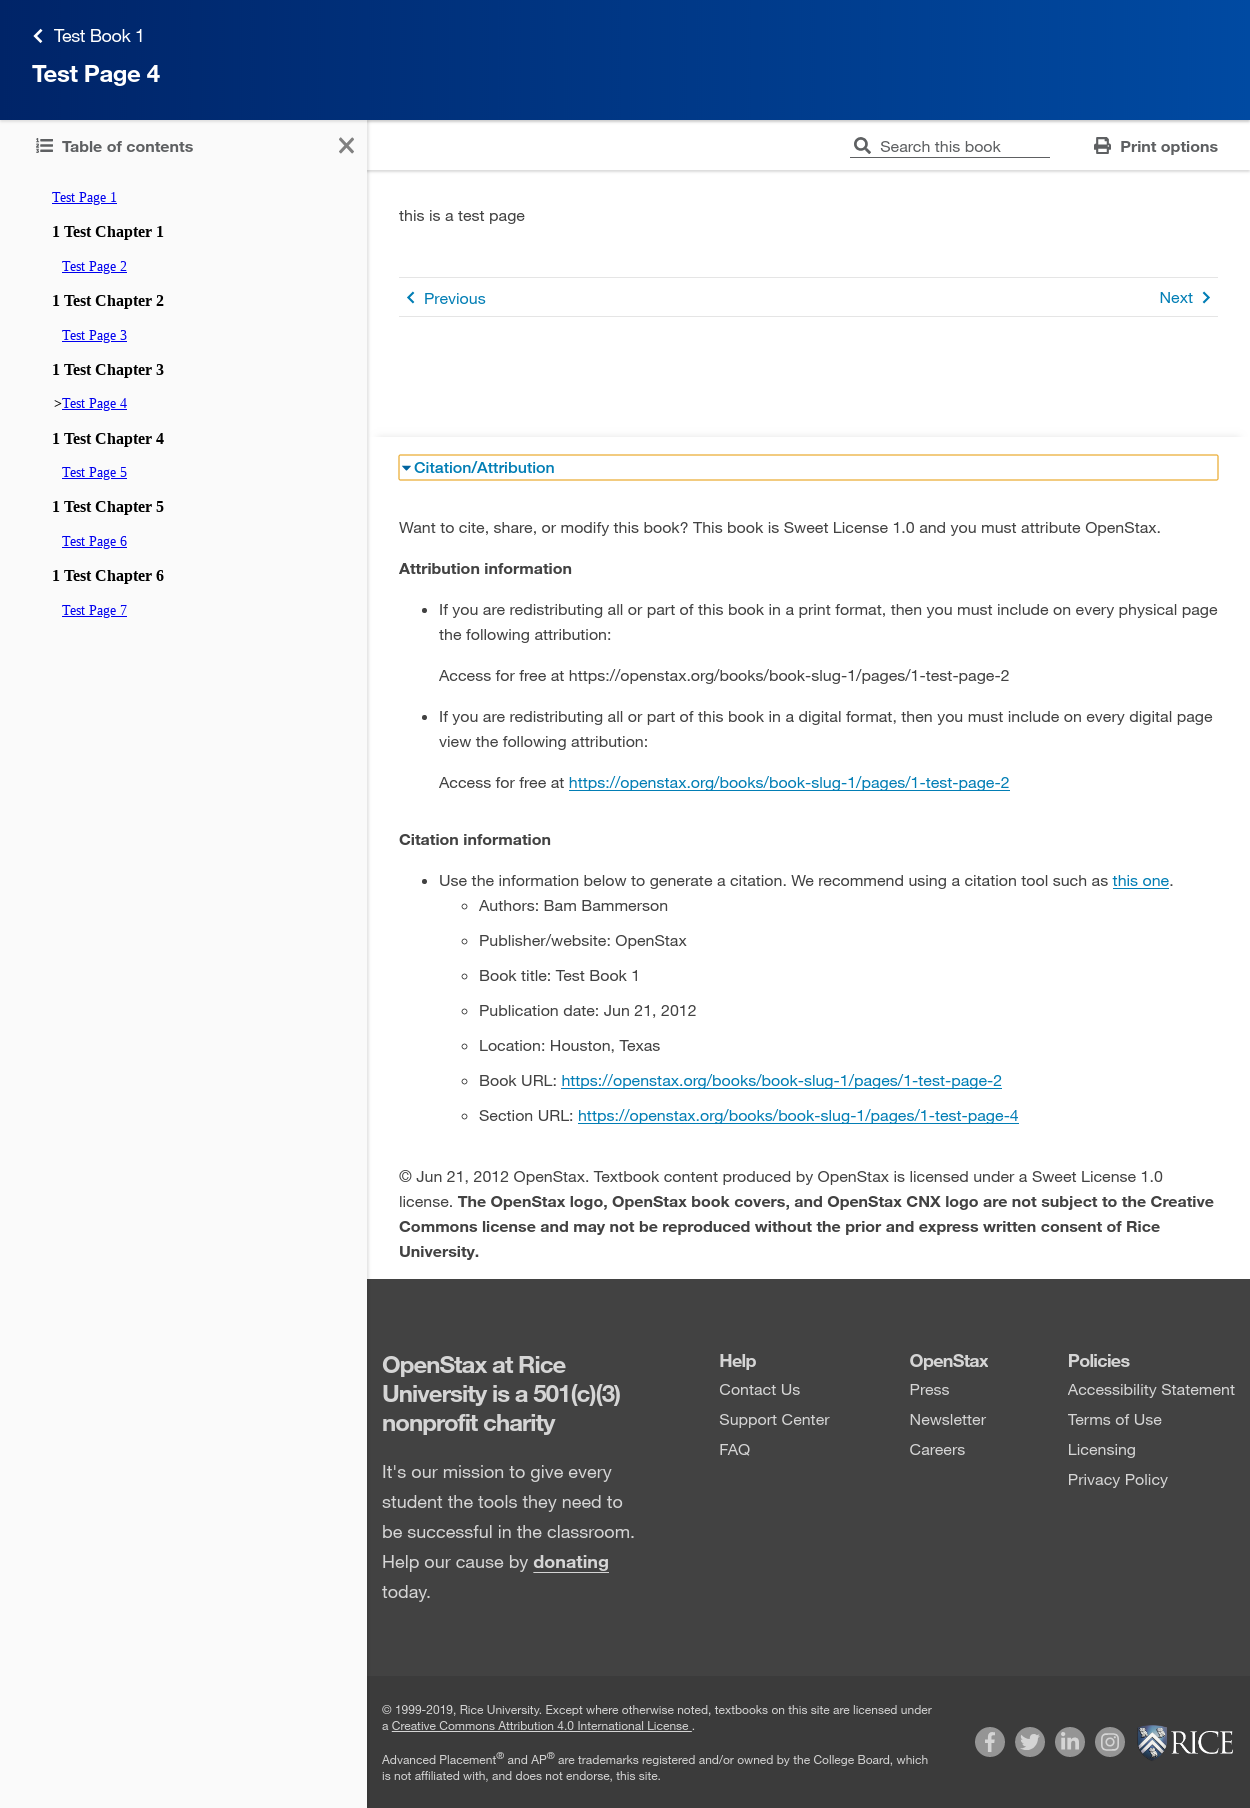 Test Book 1
Test Page 4
Table of contents
Search this book
Print options
Test Page 1
1 Test Chapter 1
Test Page 2
1 Test Chapter 2
Test Page 3
1 Test Chapter 3
>Test Page 4
1 Test Chapter 4
Test Page 5
1 Test Chapter 5
Test Page 6
1 Test Chapter 6
Test Page 7
this is a test page
Previous
Next
Citation/Attribution
Want to cite, share, or modify this book? This book is Sweet License 1.0 and you must attribute OpenStax.
Attribution information
If you are redistributing all or part of this book in a print format, then you must include on every physical page
the following attribution:
Access for free at https://openstax.org/books/book-slug-1/pages/1-test-page-2
If you are redistributing all or part of this book in a digital format, then you must include on every digital page
view the following attribution:
Access for free at https://openstax.org/books/book-slug-1/pages/1-test-page-2
Citation information
Use the information below to generate a citation. We recommend using a citation tool such as this one.
Authors: Bam Bammerson
Publisher/website: OpenStax
Book title: Test Book 1
Publication date: Jun 21, 2012
Location: Houston, Texas
Book URL: https://openstax.org/books/book-slug-1/pages/1-test-page-2
Section URL: https://openstax.org/books/book-slug-1/pages/1-test-page-4
© Jun 21, 2012 OpenStax. Textbook content produced by OpenStax is licensed under a Sweet License 1.0
license. The OpenStax logo, OpenStax book covers, and OpenStax CNX logo are not subject to the Creative
Commons license and may not be reproduced without the prior and express written consent of Rice
University.
OpenStax at Rice
University is a 501(c)(3)
nonprofit charity
It's our mission to give every
student the tools they need to
be successful in the classroom.
Help our cause by donating
today.
Help
Contact Us
Support Center
FAQ
OpenStax
Press
Newsletter
Careers
Policies
Accessibility Statement
Terms of Use
Licensing
Privacy Policy
© 1999-2019, Rice University. Except where otherwise noted, textbooks on this site are licensed under
a Creative Commons Attribution 4.0 International License .
Advanced Placement® and AP® are trademarks registered and/or owned by the College Board, which
is not affiliated with, and does not endorse, this site.
RICE